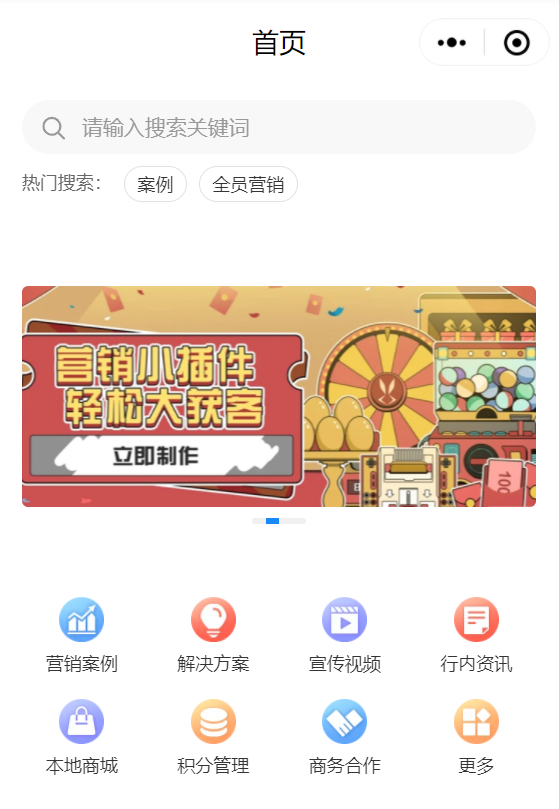 首页
请输入搜索关键词
热门搜索： 案例 全员营销
营销小插件
轻松大获客
立即制作
营销案例 解决方案 宣传视频 行内资讯
本地商城 积分管理 商务合作 更多